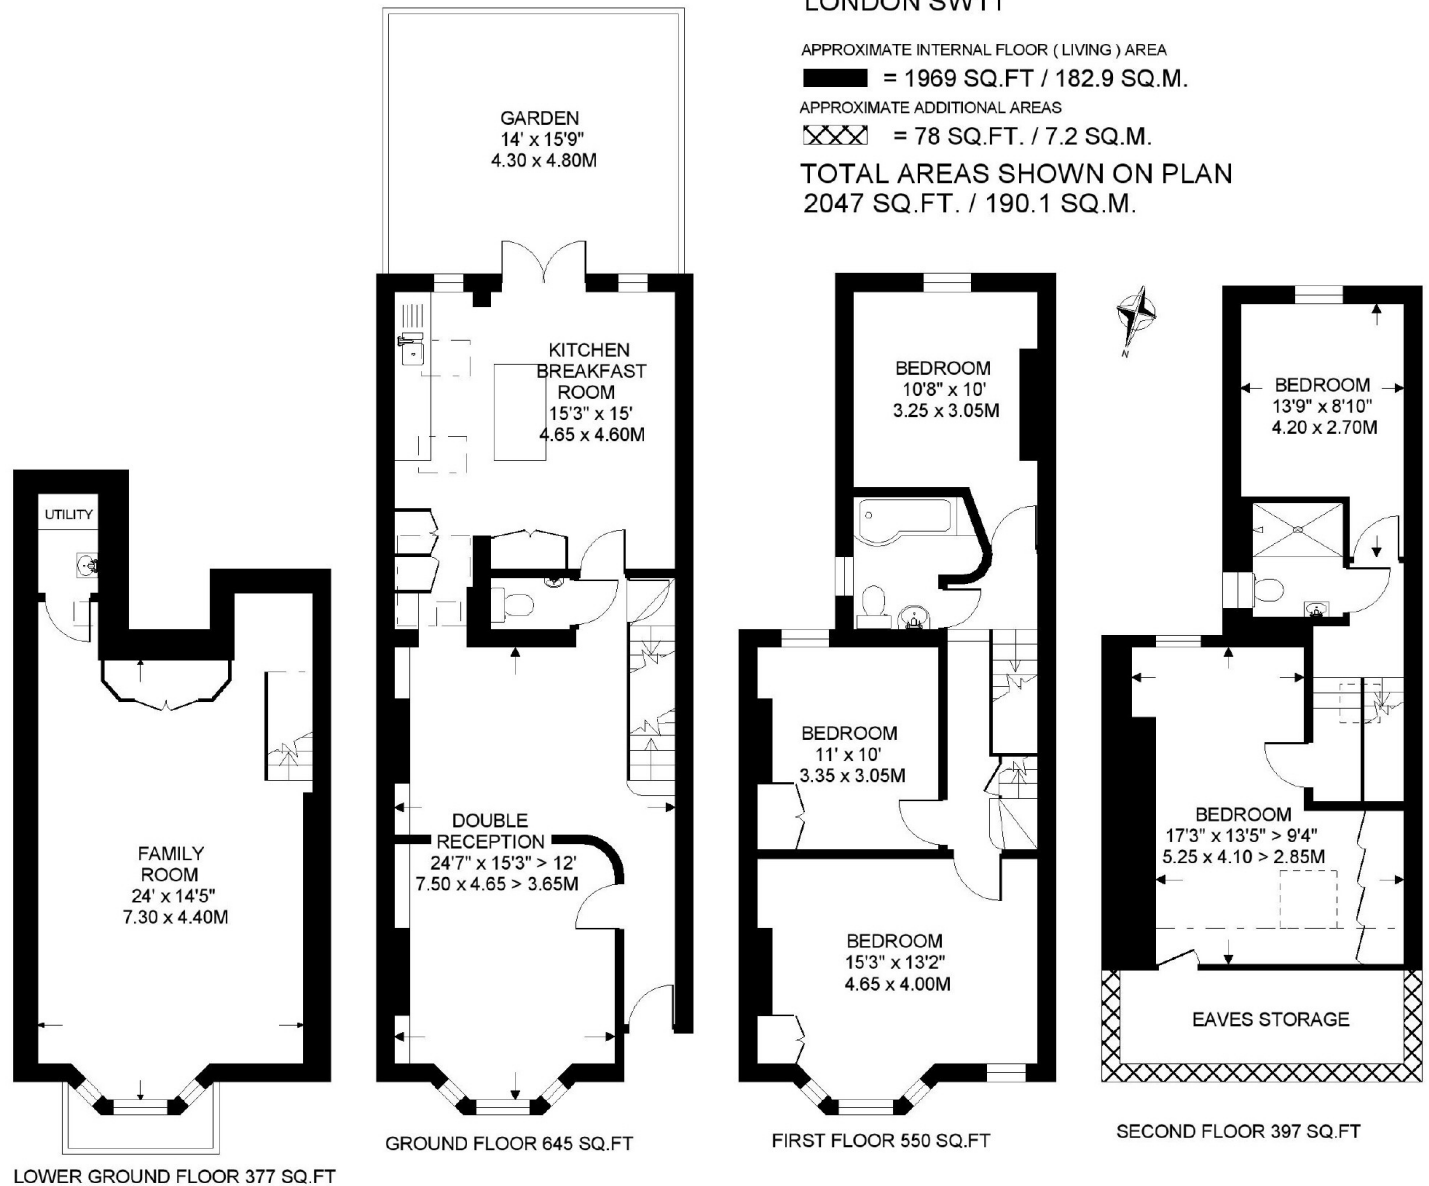 LONDON SW11
APPROXIMATE INTERNAL FLOOR ( LIVING ) AREA
= 1969 SQ.FT / 182.9 SQ.M.
APPROXIMATE ADDITIONAL AREAS
= 78 SQ.FT. / 7.2 SQ.M.
TOTAL AREAS SHOWN ON PLAN
2047 SQ.FT. / 190.1 SQ.M.
GARDEN
14' x 15'9"
4.30 x 4.80M
KITCHEN
BREAKFAST
ROOM
15'3" x 15'
4.65 x 4.60M
BEDROOM
10'8" x 10'
3.25 x 3.05M
N
BEDROOM
13'9" x 8'10"
4.20 x 2.70M
UTILITY
BEDROOM
11' x 10'
3.35 x 3.05M
DOUBLE
RECEPTION
24'7" x 15'3" > 12'
7.50 x 4.65 > 3.65M
BEDROOM
17'3" x 13'5" > 9'4"
5.25 x 4.10 > 2.85M
FAMILY
ROOM
24' x 14'5"
7.30 x 4.40M
BEDROOM
15'3" x 13'2"
4.65 x 4.00M
EAVES STORAGE
LOWER GROUND FLOOR 377 SQ.FT
GROUND FLOOR 645 SQ.FT
FIRST FLOOR 550 SQ.FT
SECOND FLOOR 397 SQ.FT